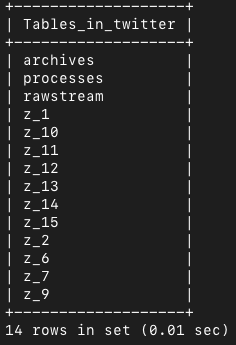 +--------------------+
| Tables_in_twitter |
+--------------------+
| archives |
| processes |
| rawstream |
| z_1 |
| z_10 |
| z_11 |
| z_12 |
| z_13 |
| z_14 |
| z_15 |
| z_2 |
| z_6 |
| z_7 |
| z_9 |
+--------------------+
14 rows in set (0.01 sec)